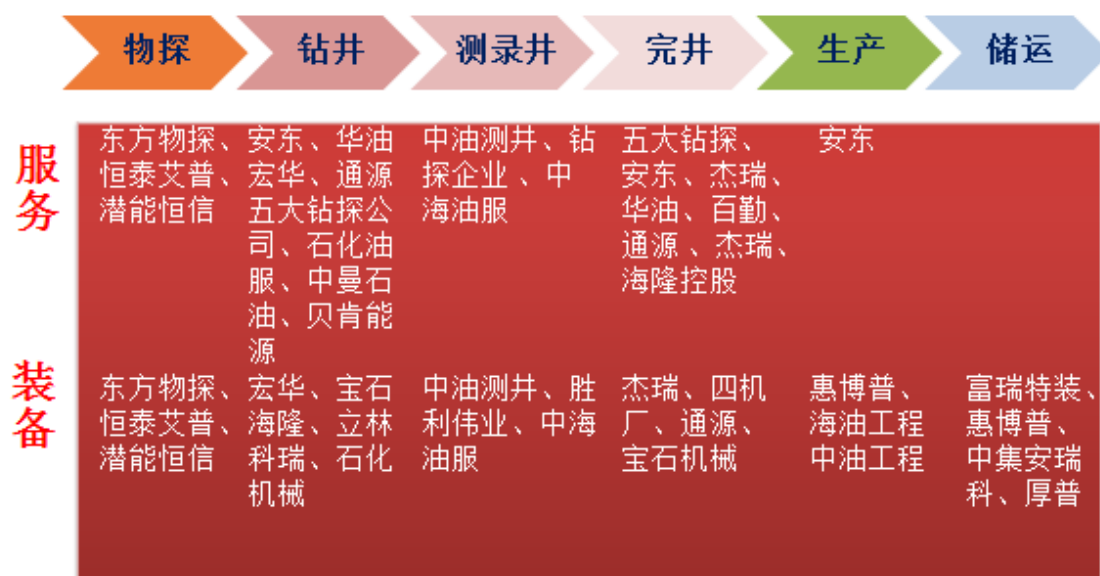 物探
钻井
测录井
完井
生产
储运
服务
东方物探、
恒泰艾普、
潜能恒信
安东、华油
宏华、通源
五大钻探公
司、石化油
服、中曼石
油、贝肯能
源
中油测井、钻
探企业 、中
海油服
五大钻探、
安东、杰瑞、
华油、百勤、
通源 、杰瑞、
海隆控股
安东
装备
东方物探、
恒泰艾普、
潜能恒信
宏华、宝石
海隆、立林
科瑞、石化
机械
中油测井、胜
利伟业、中海
油服
杰瑞、四机
厂、通源、
宝石机械
惠博普、
海油工程
中油工程
富瑞特装、
惠博普、
中集安瑞
科、厚普